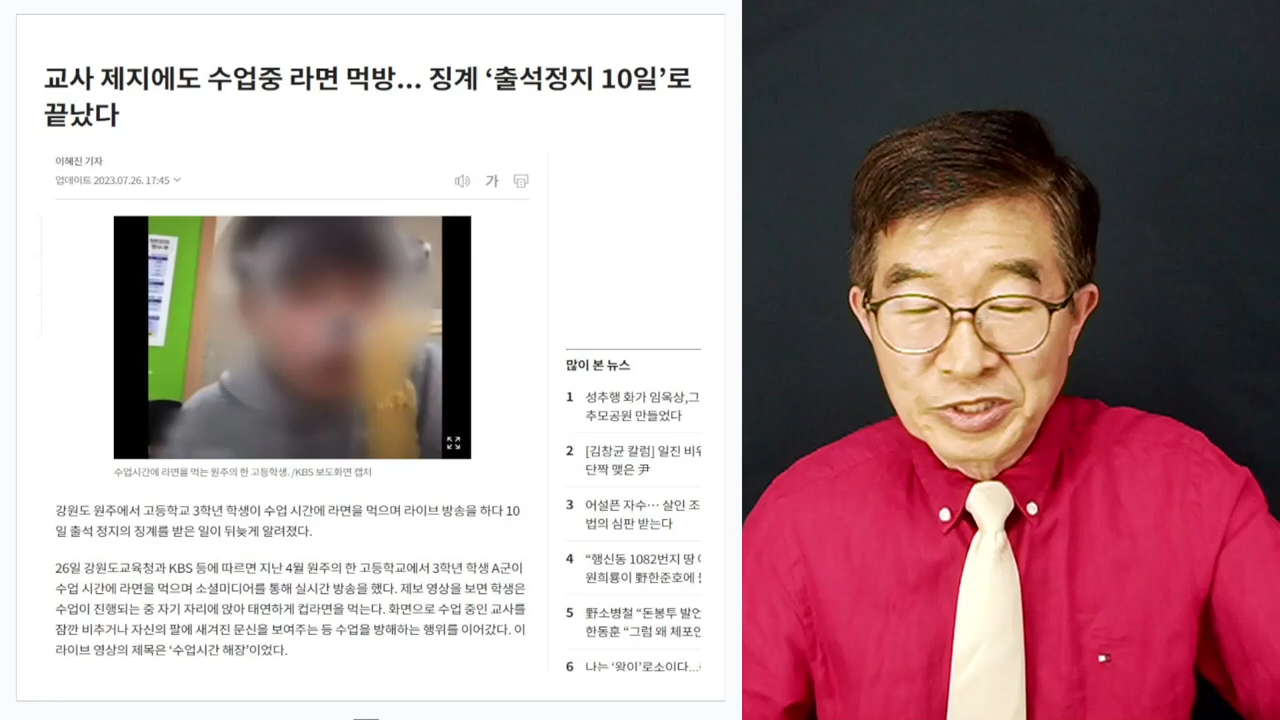 교사 제지에도 수업중 라면 먹방... 징계 ‘출석정지 10일’로
끝났다
이혜진 기자
업데이트 2023.07.26. 17:45
가
수업시간에 라면을 먹는 원주의 한 고등학생. /KBS 보도화면 캡처
강원도 원주에서 고등학교 3학년 학생이 수업 시간에 라면을 먹으며 라이브 방송을 하다 10
일 출석 정지의 징계를 받은 일이 뒤늦게 알려졌다.
26일 강원도교육청과 KBS 등에 따르면 지난 4월 원주의 한 고등학교에서 3학년 학생 A군이
수업 시간에 라면을 먹으며 소셜미디어를 통해 실시간 방송을 했다. 제보 영상을 보면 학생은
수업이 진행되는 중 자기 자리에 앉아 태연하게 컵라면을 먹는다. 화면으로 수업 중인 교사를
잠깐 비추거나 자신의 팔에 새겨진 문신을 보여주는 등 수업을 방해하는 행위를 이어갔다. 이
라이브 영상의 제목은 ‘수업시간 해장’이었다.
많이 본 뉴스
1 성추행 화가 임옥상,그
추모공원 만들었다
2 [김창균 칼럼] 일진 비위
단짝 맺은 尹
3 어설픈 자수… 살인 조
법의 심판 받는다
4 “행신동 1082번지 땅
원희룡이 野한준호에
5 野소병철 “돈봉투 발언
한동훈 “그럼 왜 체포안
6 나는 ‘왕이’로소이다...